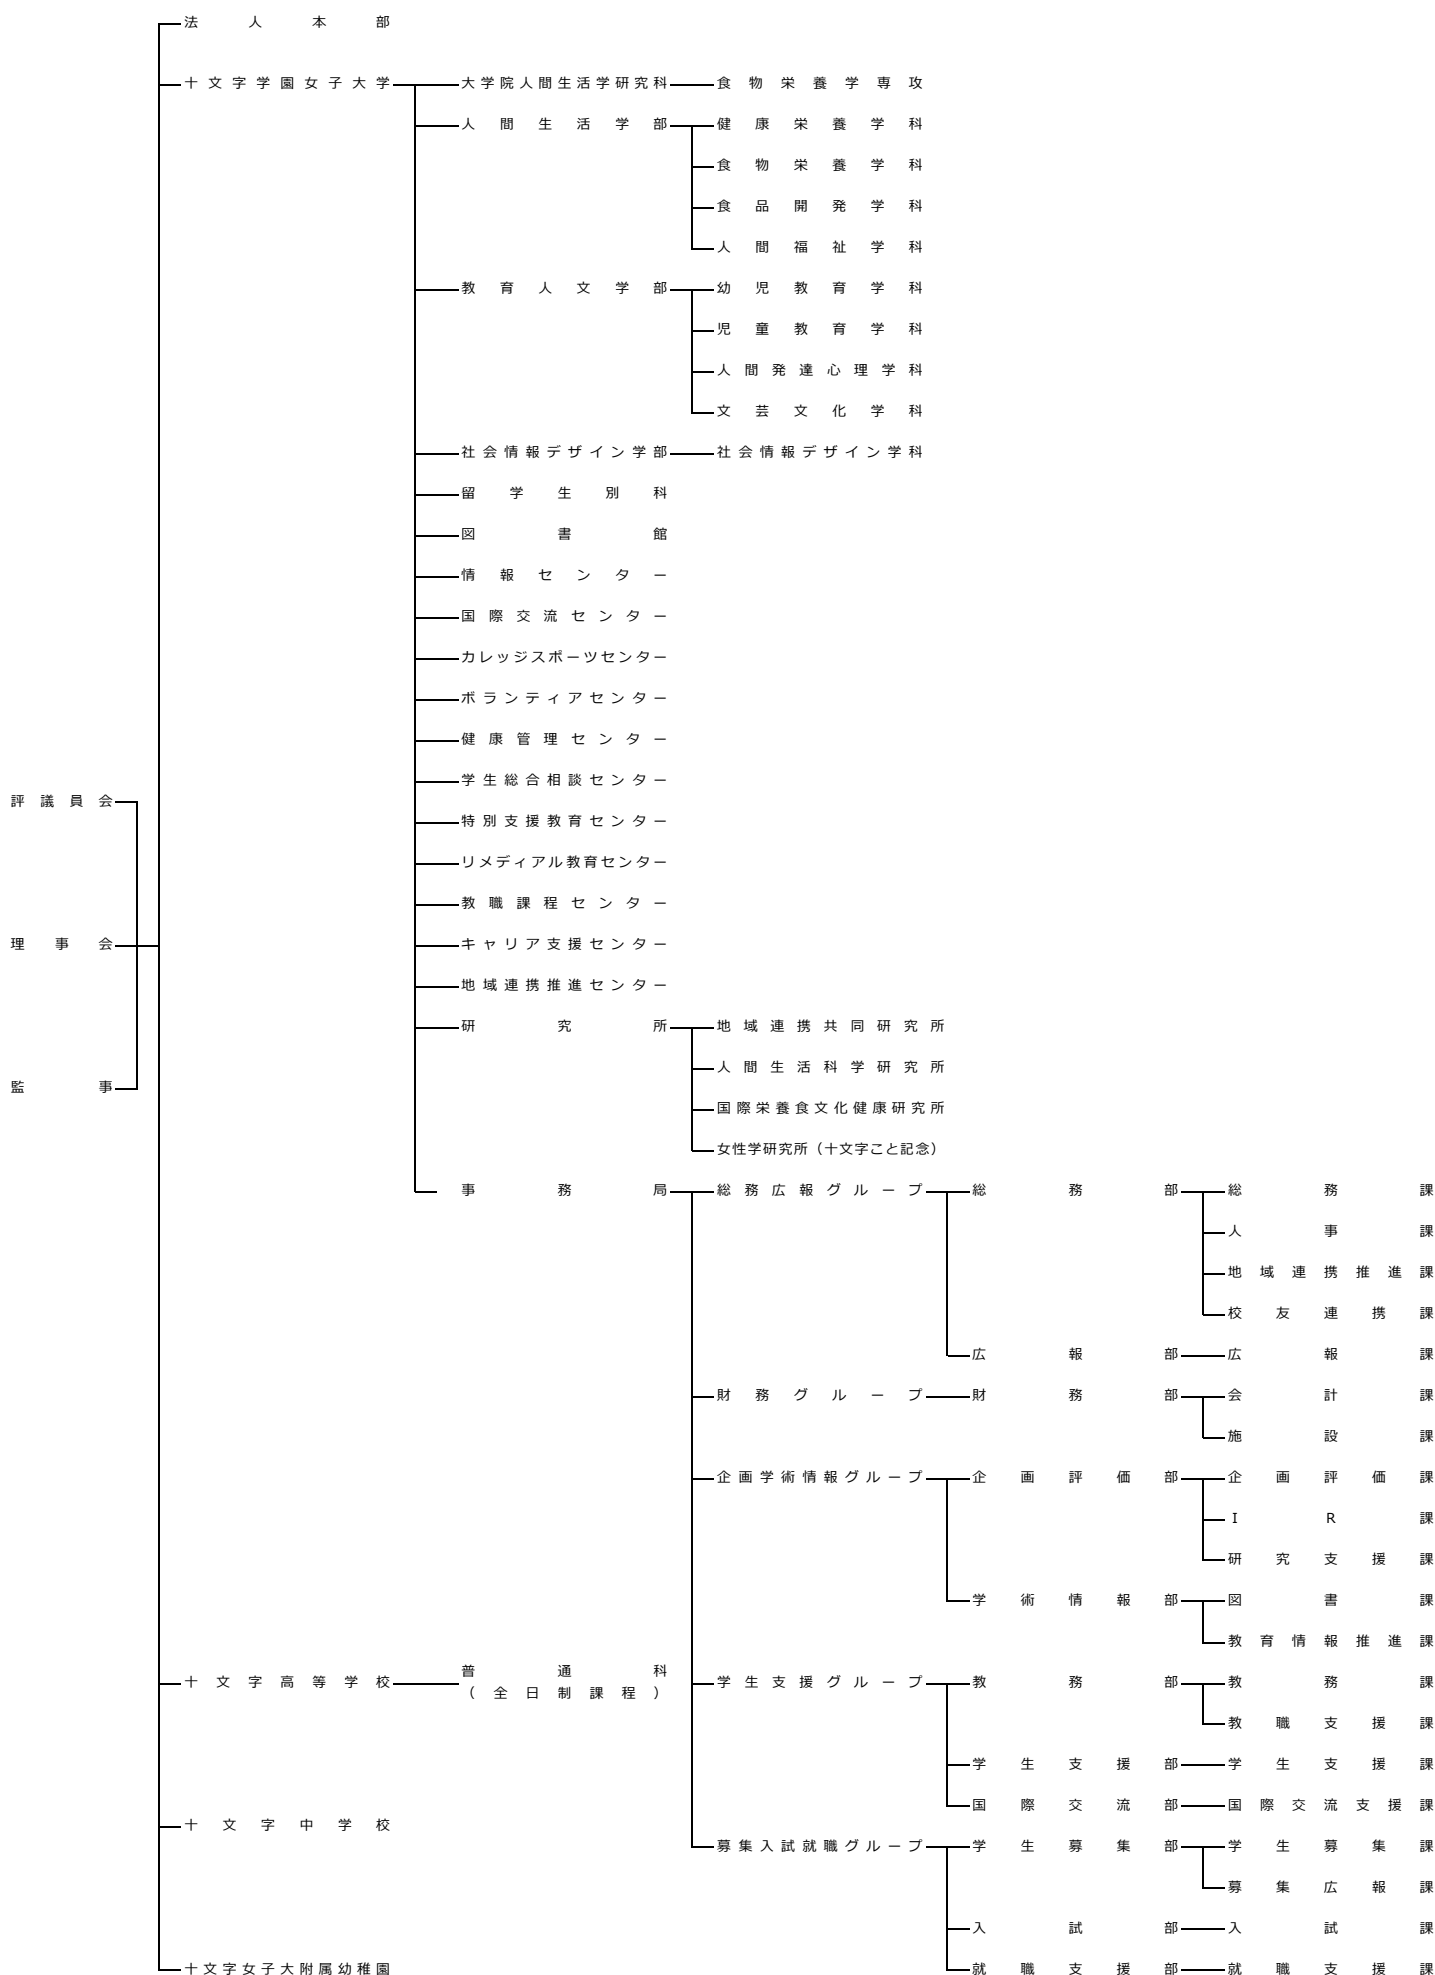 法人本部
十文字学園女子大学 大学院人間生活学研究科 食物栄養学専攻
人間生活学部 健康栄養学科
食物栄養学科
食品開発学科
人間福祉学科
教育人文学部 幼児教育学科
児童教育学科
人間発達心理学科
文芸文化学科
社会情報デザイン学部 社会情報デザイン学科
留学生別科
図書館
情報センター
国際交流センター
カレッジスポーツセンター
ボランティアセンター
健康管理センター
学生総合相談センター
評議員会
特別支援教育センター
リメディアル教育センター
教職課程センター
理事会 キャリア支援センター
地域連携推進センター
研究所 地域連携共同研究所
人間生活科学研究所
監事
国際栄養食文化健康研究所
女性学研究所（十文字こと記念）
事務局 総務広報グループ 総務部 総務課
人事課
地域連携推進課
校友連携課
広報部 広報課
財務グループ 財務部 会計課
施設課
企画学術情報グループ 企画評価部 企画評価課
IR課
研究支援課
学術情報部 図書課
教育情報推進課
十文字高等学校 普通科
（全日制課程）
学生支援グループ 教務部 教務課
教職支援課
学生支援部 学生支援課
国際交流部 国際交流支援課
十文字中学校
募集入試就職グループ 学生募集部 学生募集課
募集広報課
入試部 入試課
十文字女子大附属幼稚園 就職支援部 就職支援課